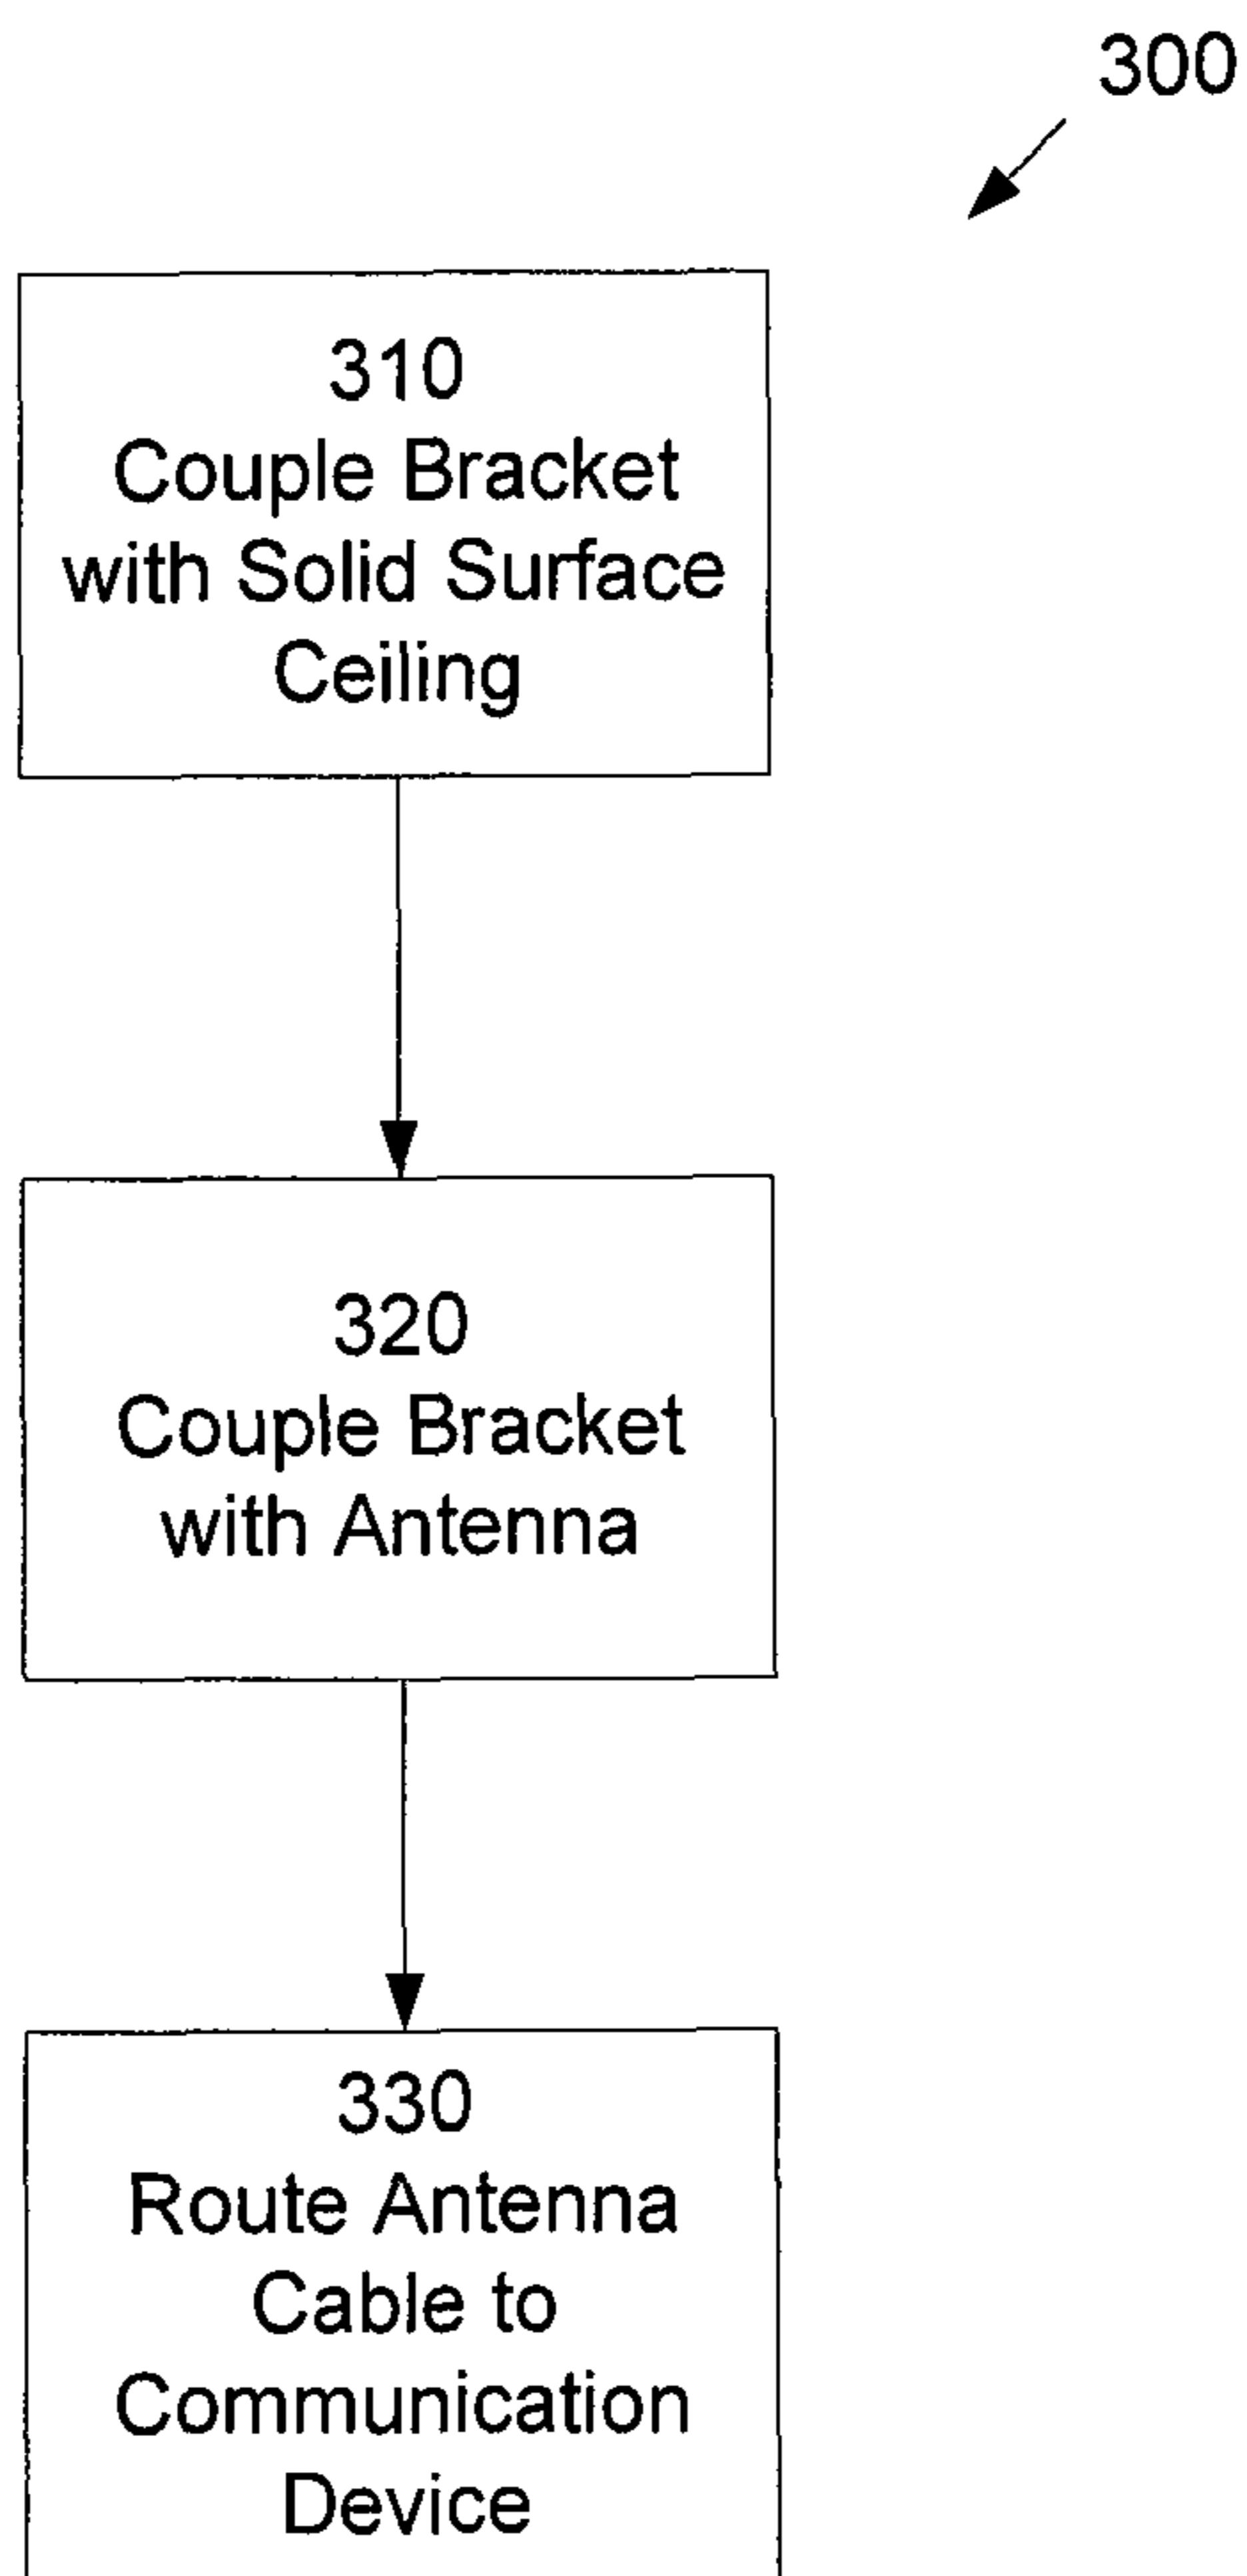 300
310
Couple Bracket
with Solid Surface
Ceiling
320
Couple Bracket
with Antenna
330
Route Antenna
Cable to
Communication
Device